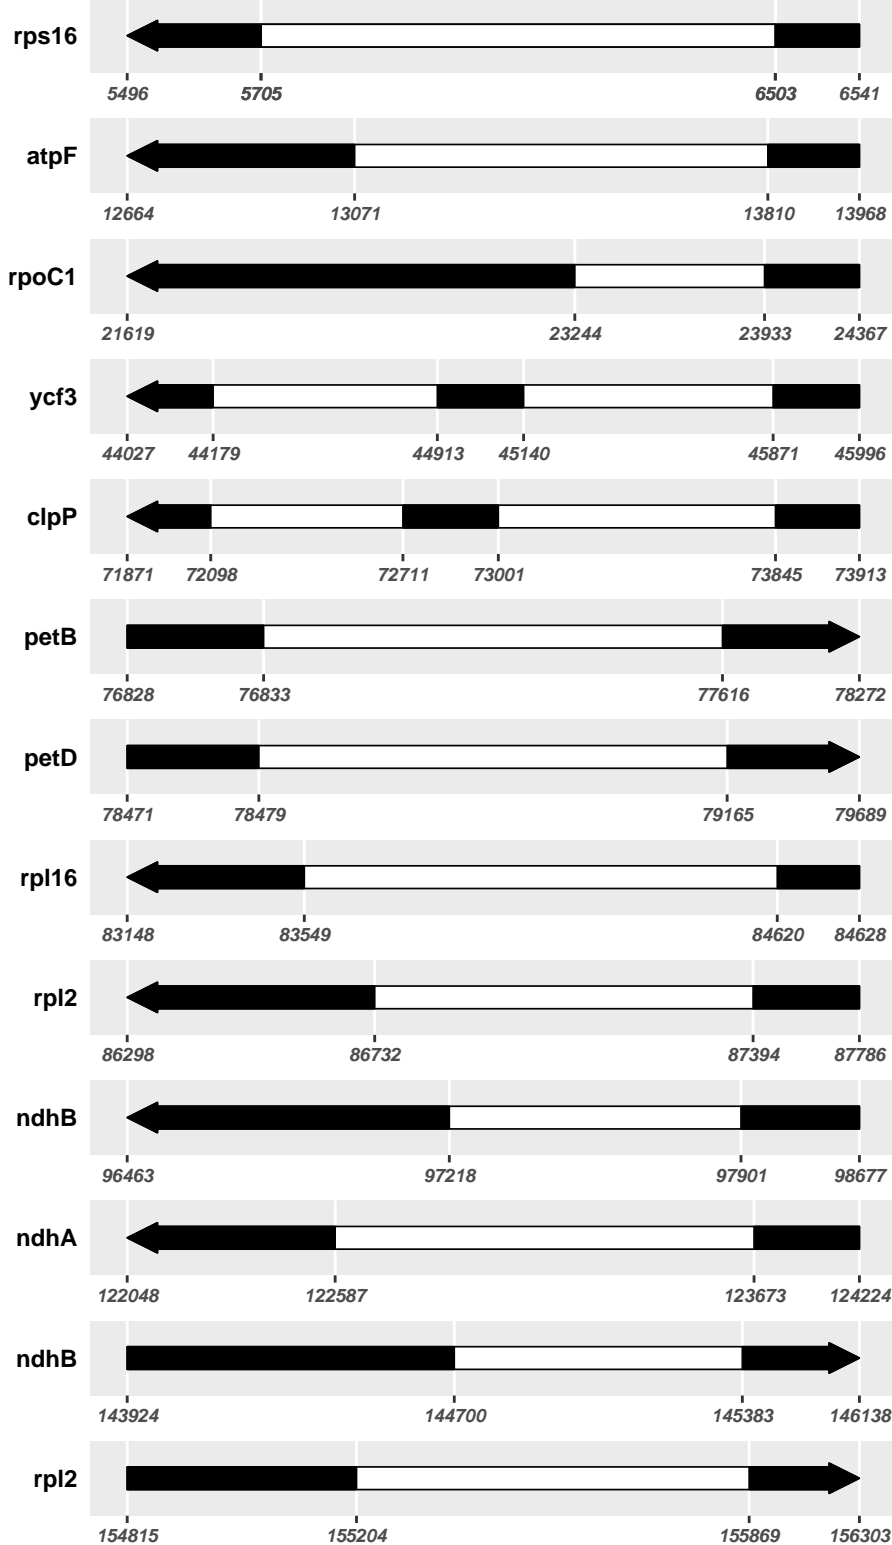 rps16
5496 5705 6503 6541
atpF
12664 13071 13810 13968
rpoC1
21619 23244 23933 24367
ycf3
44027 44179 44913 45140 45871 45996
clpP
71871 72098 72711 73001 73845 73913
petB
76828 76833 77616 78272
petD
78471 78479 79165 79689
rpl16
83148 83549 84620 84628
rpl2
86298 86732 87394 87786
ndhB
96463 97218 97901 98677
ndhA
122048 122587 123673 124224
ndhB
143924 144700 145383 146138
rpl2
154815 155204 155869 156303